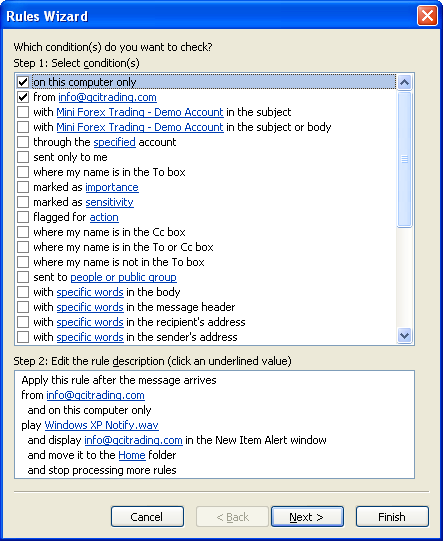 Rules Wizard
Which condition(s) do you want to check?
Step 1: Select condition(s)
on this computer only
from info@gcitrading.com
with Mini Forex Trading - Demo Account in the subject
with Mini Forex Trading - Demo Account in the subject or body
through the specified account
sent only to me
where my name is in the To box
marked as importance
marked as sensitivity
flagged for action
where my name is in the Cc box
where my name is in the To or Cc box
where my name is not in the To box
sent to people or public group
with specific words in the body
with specific words in the message header
with specific words in the recipient's address
with specific words in the sender's address
Step 2: Edit the rule description (click an underlined value)
Apply this rule after the message arrives
from info@gcitrading.com
and on this computer only
play Windows XP Notify.wav
and display info@gcitrading.com in the New Item Alert window
and move it to the Home folder
and stop processing more rules
Cancel < Back Next > Finish